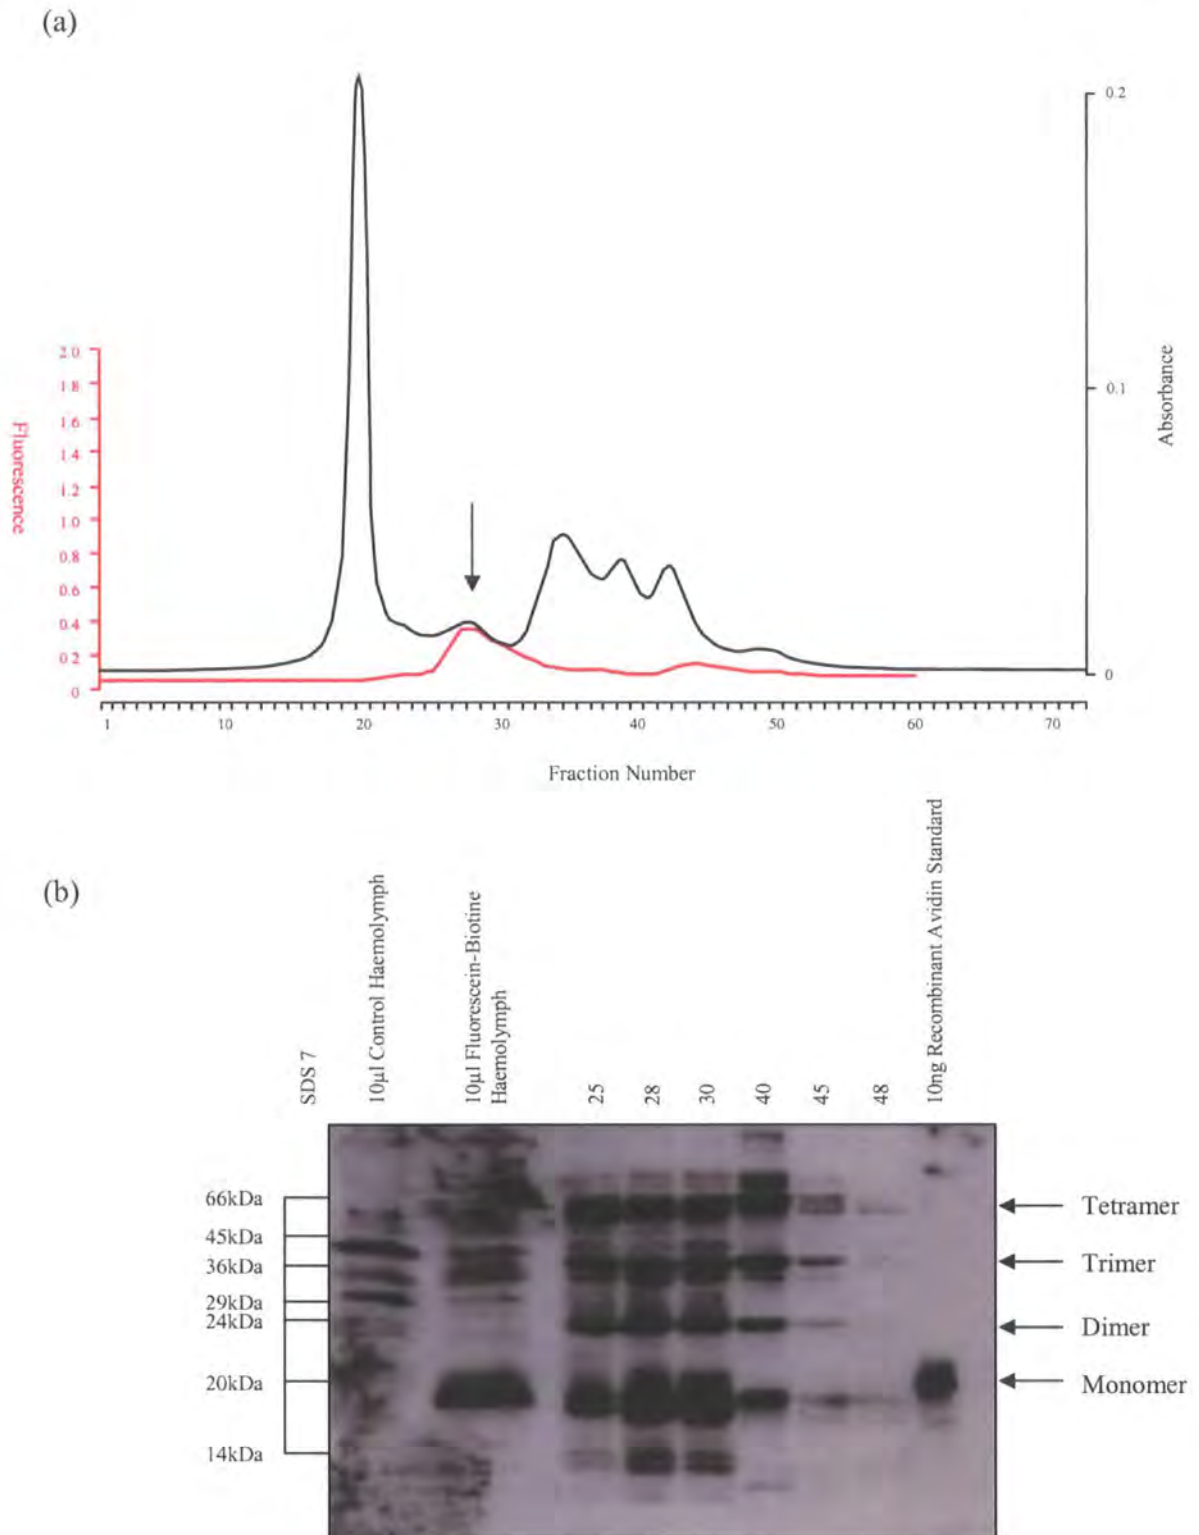 (a)
0.2
0.1
0
Absorbance
2.0
1.8
1.6
1.4
1.2
1.0
0.8
0.6
0.4
0.2
0
Fluorescence
1 10 20 30 40 50 60 70
Fraction Number
(b)
SDS 7
10µl Control Haemolymph
10µl Fluorescein-Biotine
Haemolymph
25
28
30
40
45
48
10ng Recombinant Avidin Standard
66kDa
45kDa
36kDa
29kDa
24kDa
20kDa
14kDa
Tetramer
Trimer
Dimer
Monomer